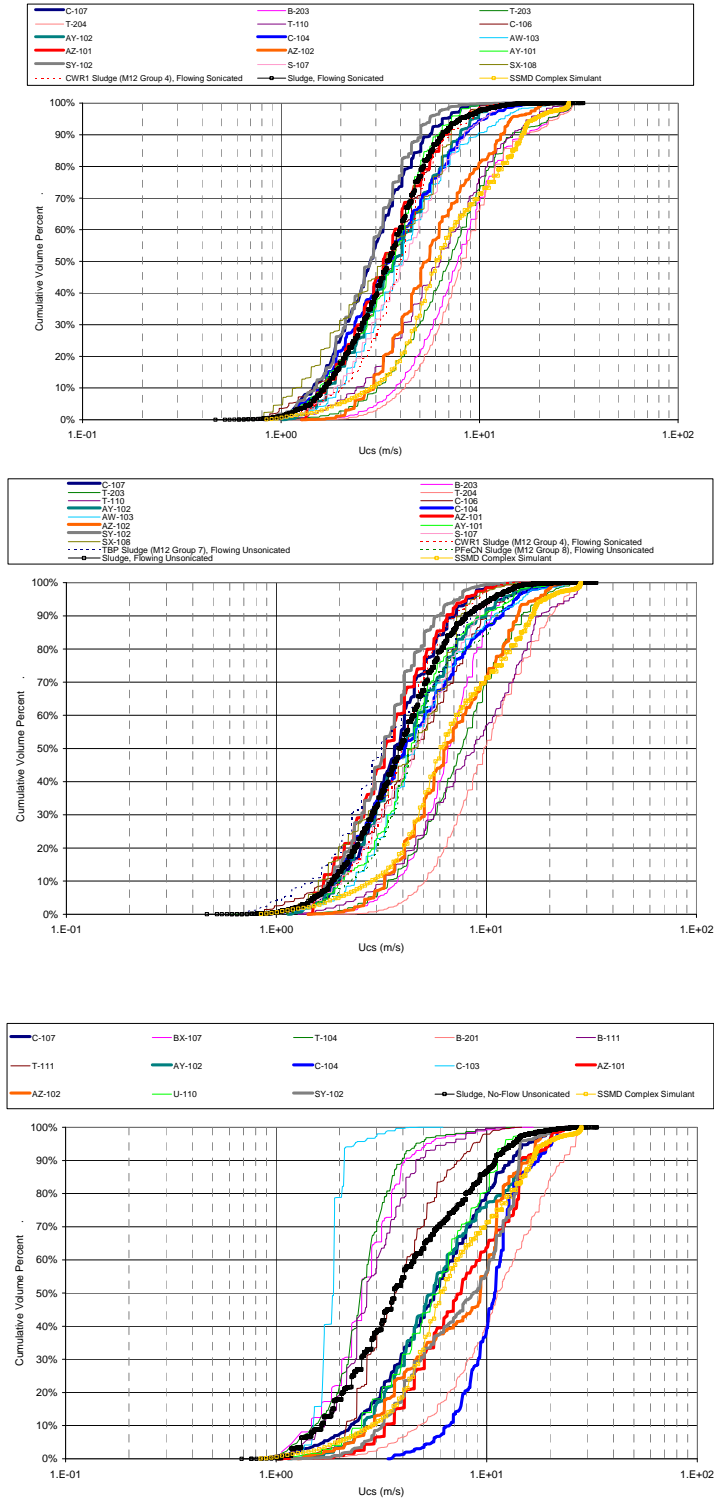 C-107 B-203 T-203
T-204 T-110 C-106
AY-102 C-104 AW-103
AZ-101 AZ-102 AY-101
SY-102 S-107 SX-108
CWR1 Sludge (M12 Group 4), Flowing Sonicated Sludge, Flowing Sonicated SSMD Complex Simulant
100%
90%
80%
70%
60%
50%
40%
30%
20%
10%
0%
Cumulative Volume Percent .
1.E-01 1.E+00 1.E+01 1.E+02
Ucs (m/s)
C-107 B-203
T-203 T-204
T-110 C-106
AY-102 C-104
AW-103 AZ-101
AZ-102 AY-101
SY-102 S-107
SX-108 CWR1 Sludge (M12 Group 4), Flowing Sonicated
TBP Sludge (M12 Group 7), Flowing Unsonicated PFeCN Sludge (M12 Group 8), Flowing Unsonicated
Sludge, Flowing Unsonicated SSMD Complex Simulant
100%
90%
80%
70%
60%
50%
40%
30%
20%
10%
0%
Cumulative Volume Percent .
1.E-01 1.E+00 1.E+01 1.E+02
Ucs (m/s)
C-107 BX-107 T-104 B-201 B-111
T-111 AY-102 C-104 C-103 AZ-101
AZ-102 U-110 SY-102 Sludge, No-Flow Unsonicated SSMD Complex Simulant
100%
90%
80%
70%
60%
50%
40%
30%
20%
10%
0%
Cumulative Volume Percent .
1.E-01 1.E+00 1.E+01 1.E+02
Ucs (m/s)